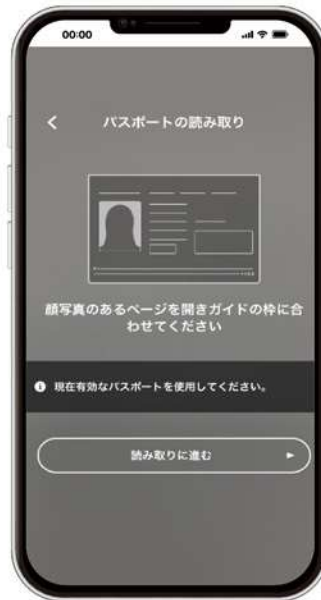 00:00
パスポートの読み取り
顔写真のあるページを開きガイドの枠に合
わせてください
現在有効なパスポートを使用してください。
読み取りに進む